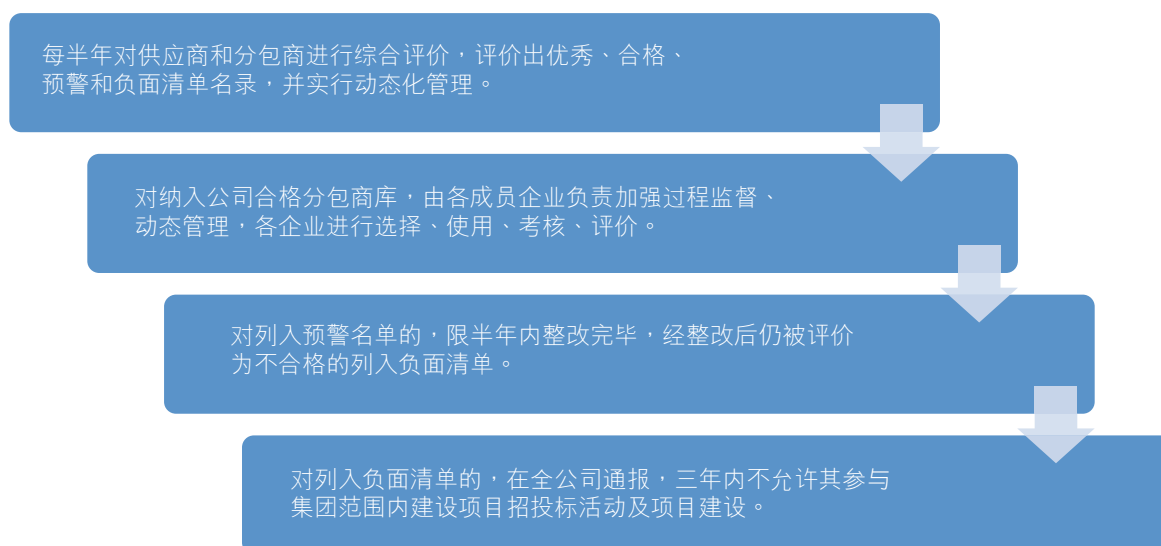 每半年对供应商和分包商进行综合评价，评价出优秀、合格、
预警和负面清单名录，并实行动态化管理。
对纳入公司合格分包商库，由各成员企业负责加强过程监督、
动态管理，各企业进行选择、使用、考核、评价。
对列入预警名单的，限半年内整改完毕，经整改后仍被评价
为不合格的列入负面清单。
对列入负面清单的，在全公司通报，三年内不允许其参与
集团范围内建设项目招投标活动及项目建设。